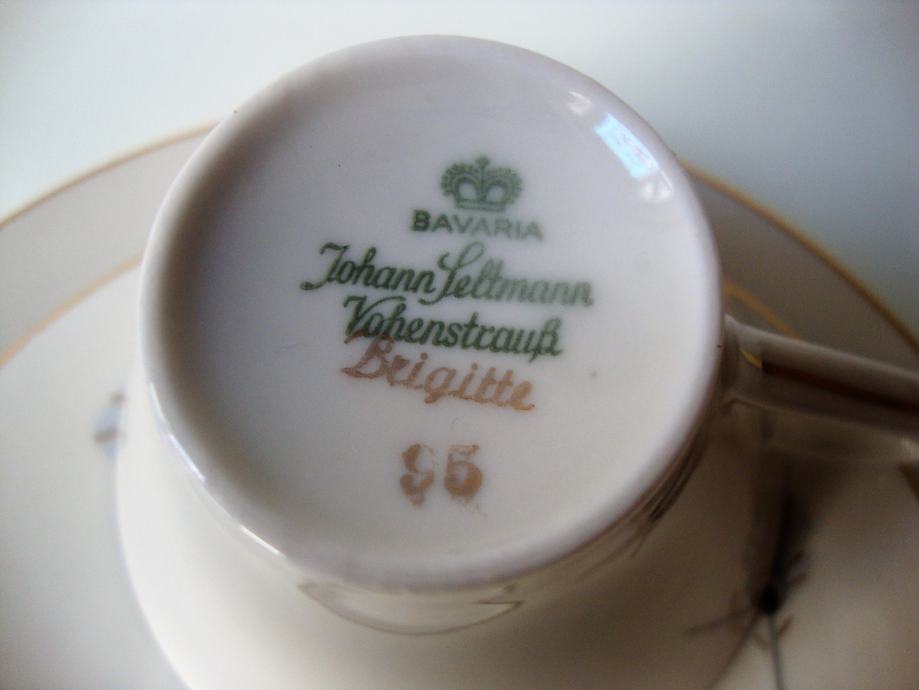 BAVARIA
Johann Seltmann
Vohenstrauß
Brigitte
95